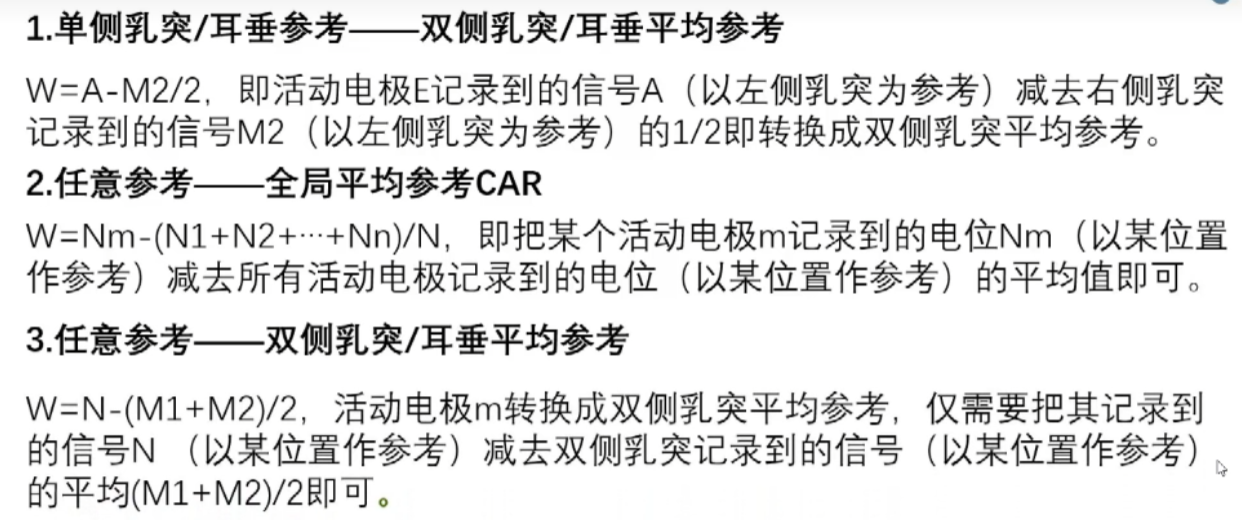 1.单侧乳突/耳垂参考——双侧乳突/耳垂平均参考
W=A-M2/2，即活动电极E记录到的信号A（以左侧乳突为参考）减去右侧乳突
记录到的信号M2（以左侧乳突为参考）的1/2即转换成双侧乳突平均参考。
2.任意参考——全局平均参考CAR
W=Nm-(N1+N2+···+Nn)/N，即把某个活动电极m记录到的电位Nm（以某位置
作参考）减去所有活动电极记录到的电位（以某位置作参考）的平均值即可。
3.任意参考——双侧乳突/耳垂平均参考
W=N-(M1+M2)/2，活动电极m转换成双侧乳突平均参考，仅需要把其记录到
的信号N （以某位置作参考）减去双侧乳突记录到的信号（以某位置作参考）
的平均(M1+M2)/2即可。